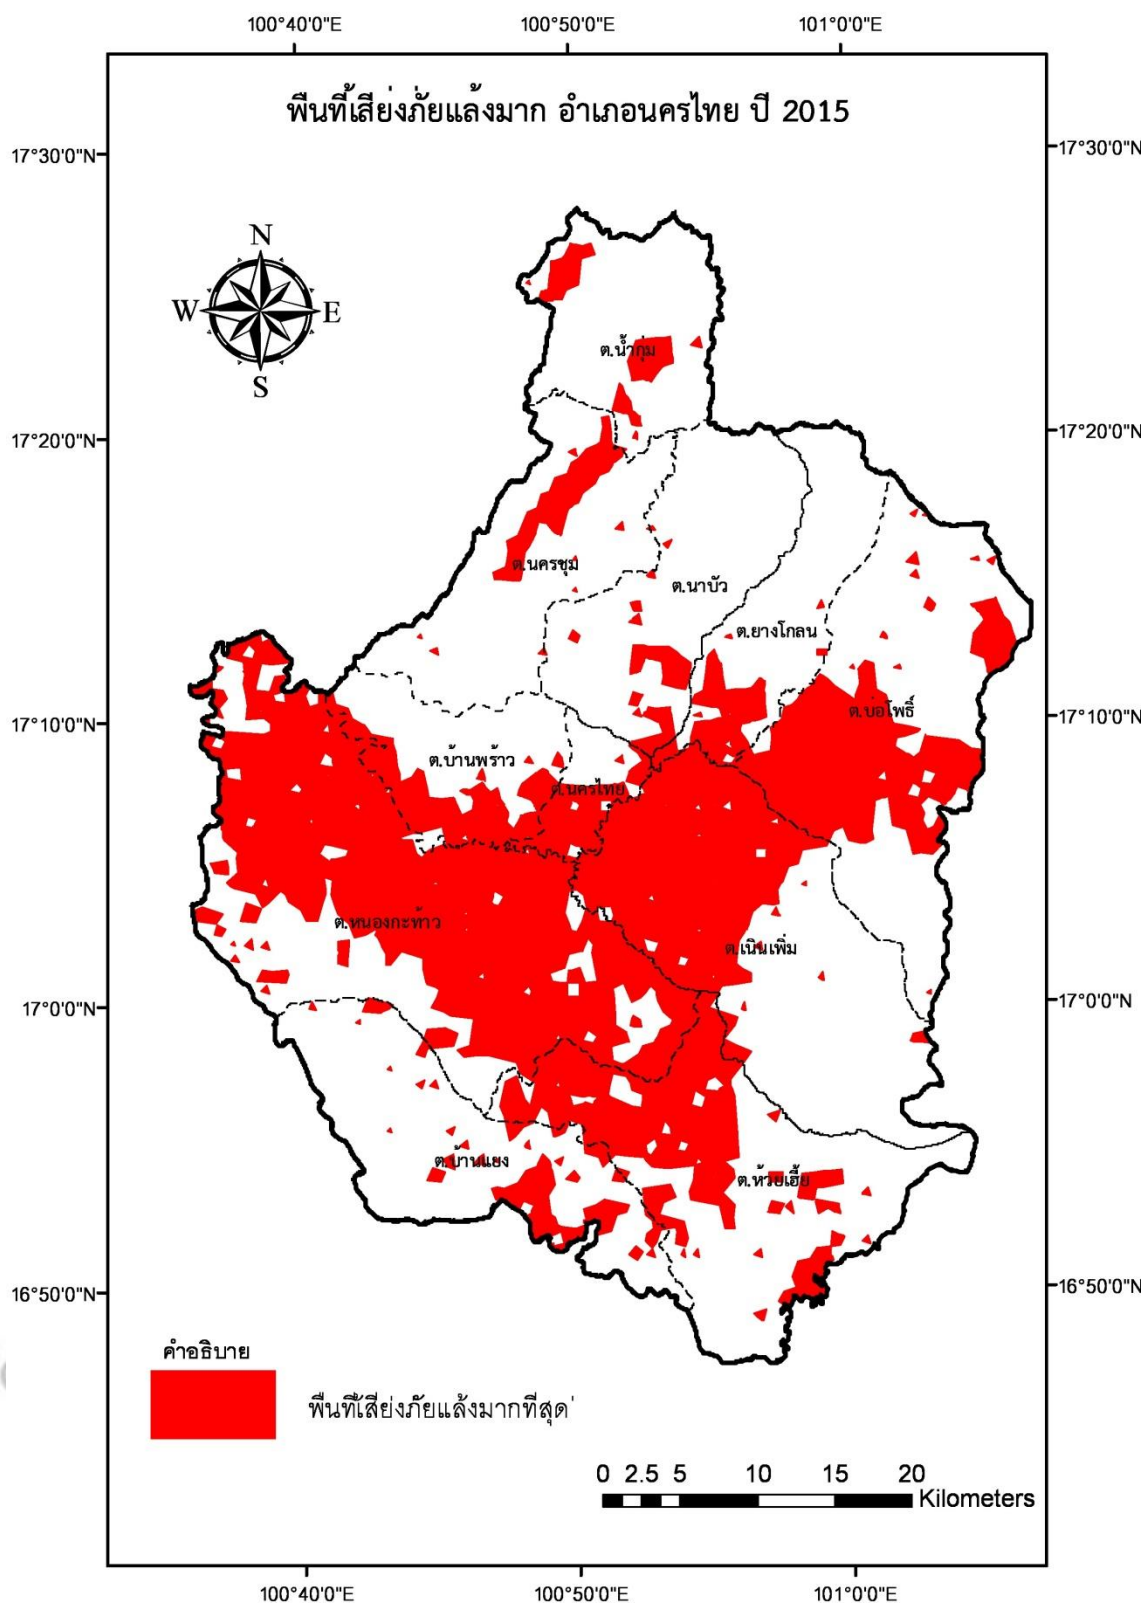 100°40'0"E 100°50'0"E 101°0'0"E
พื้นที่เสี่ยงภัยแล้งมาก อำเภอนครไทย ปี 2015
17°30'0"N 17°30'0"N
N
W E
S
ต.น้ำกุ่ม
17°20'0"N 17°20'0"N
ต.นครชุม
ต.นาบัว
ต.ยางโกลน
ต.บ่อโพธิ์
17°10'0"N 17°10'0"N
ต.บ้านพร้าว
ต.นครไทย
ต.หนองกะท้าว
ต.เนินเพิ่ม
17°0'0"N 17°0'0"N
ต.บ้านแยง
ต.ห้วยเฮี้ย
16°50'0"N 16°50'0"N
คำอธิบาย
พื้นที่เสี่ยงภัยแล้งมากที่สุด
0 2.5 5 10 15 20
Kilometers
100°40'0"E 100°50'0"E 101°0'0"E